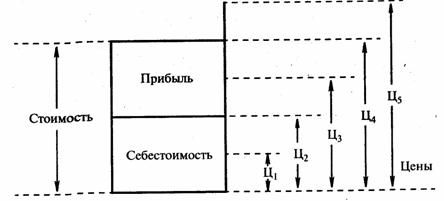 Прибыль
Стоимость
Себестоимость
Ц1
Ц2
Ц3
Ц4
Ц5
Цены